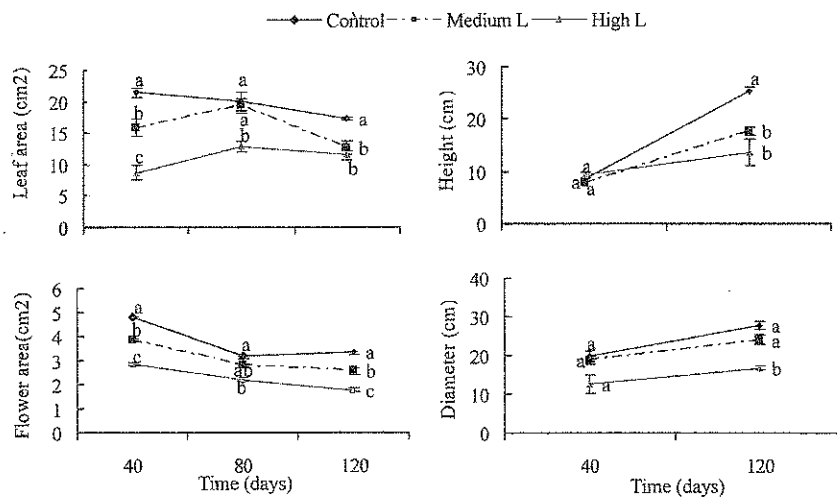 Control Medium L High L
Leaf area (cm2)
25
20
15
10
5
0
a
a
a
b
a
b
b
c
b
Height (cm)
30
20
10
0
a
a
b
b
a
a
Flower area(cm2)
6
5
4
3
2
1
0
a
a
a
b
ab
b
c
b
c
40 80 120
Time (days)
Diameter (cm)
40
30
20
10
0
a
a
a
a
a
b
40 120
Time (days)